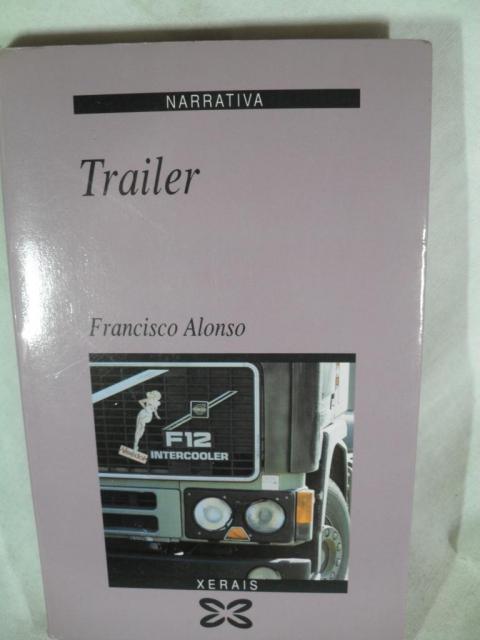 NARRATIVA
Trailer
Francisco Alonso
F12
INTERCOOLER
XERAIS